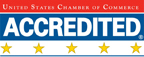 UNITED STATES CHAMBER OF COMMERCE
ACCREDITED®